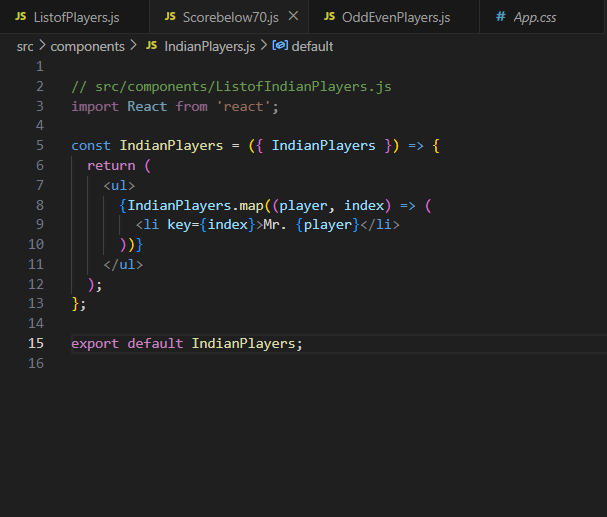 JS ListofPlayers.js JS Scorebelow70.js × JS OddEvenPlayers.js # App.css
src > components > JS IndianPlayers.js > default
1
2 // src/components/ListofIndianPlayers.js
3 import React from 'react';
4
5 const IndianPlayers = ({ IndianPlayers }) => {
6   return (
7     <ul>
8       {IndianPlayers.map((player, index) => (
9         <li key={index}>Mr. {player}</li>
10       ))}
11     </ul>
12   );
13 };
14
15 export default IndianPlayers;
16